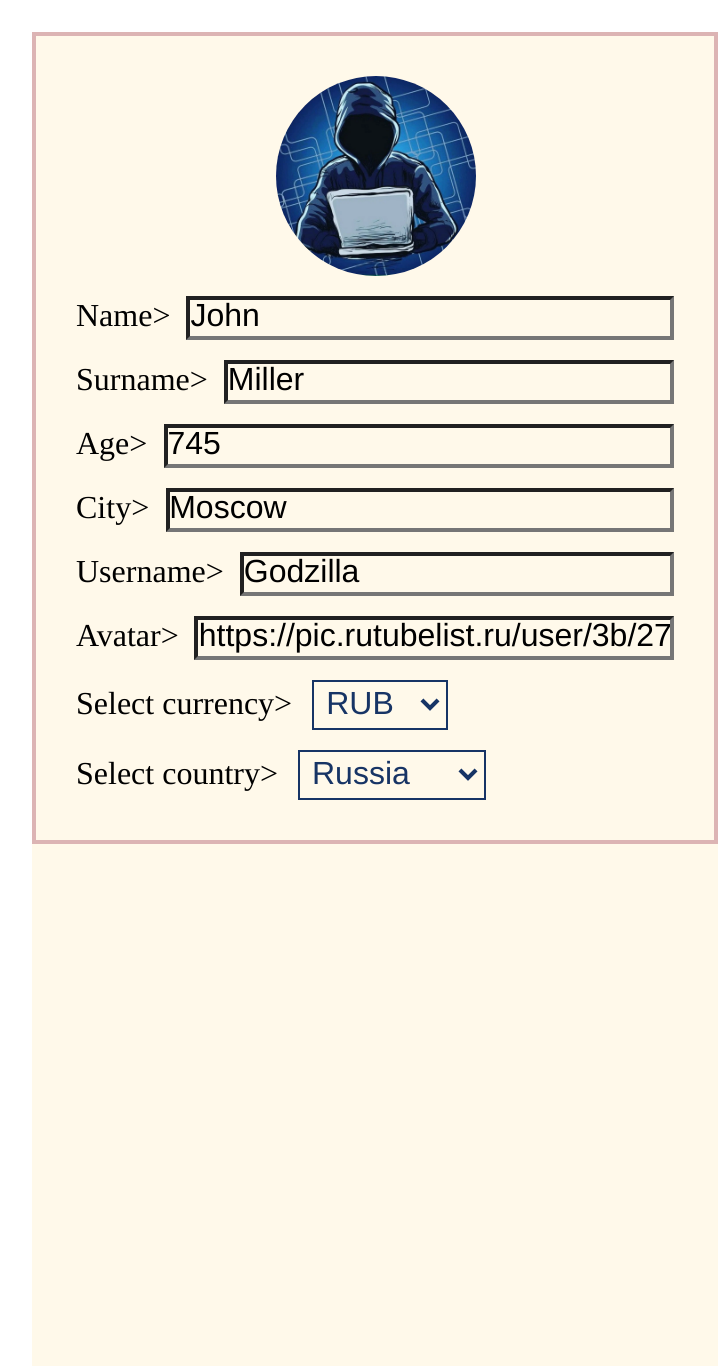 Name> John
Surname> Miller
Age> 745
City> Moscow
Username> Godzilla
Avatar> https://pic.rutubelist.ru/user/3b/27
Select currency> RUB
Select country> Russia